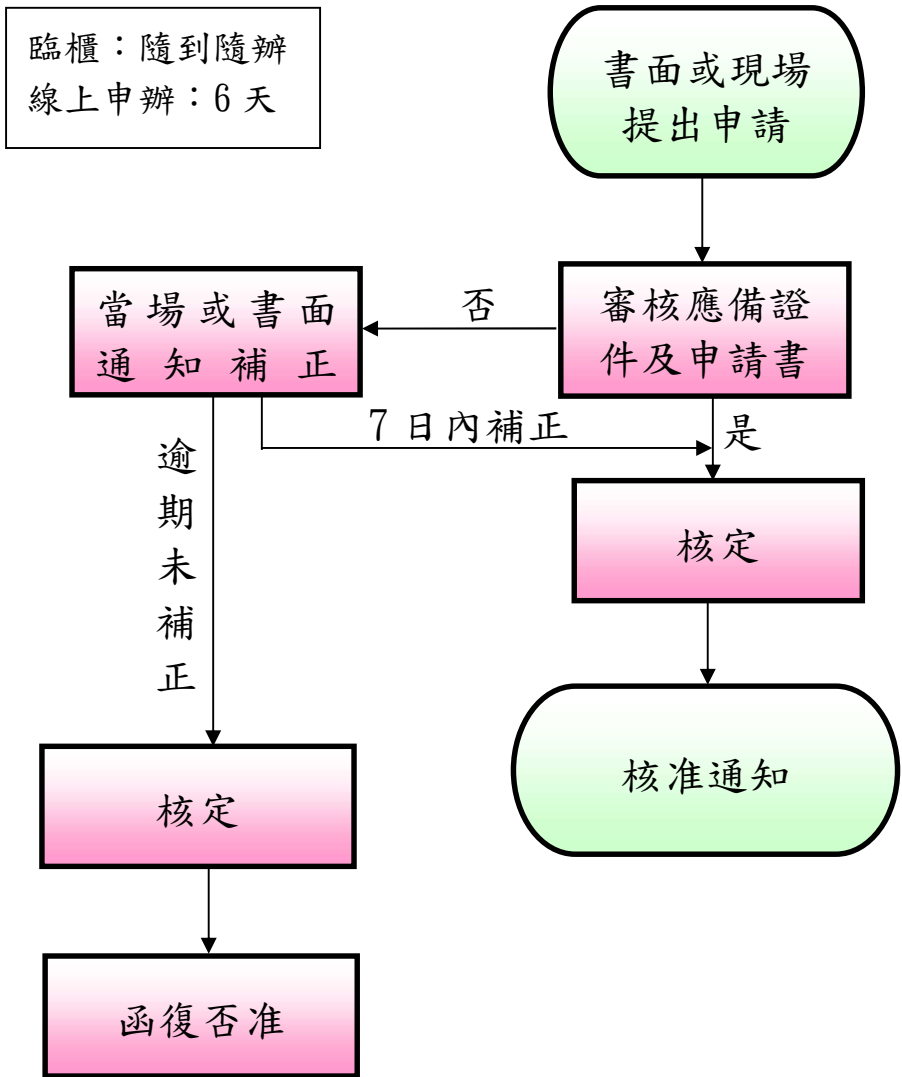 臨櫃：隨到隨辦
線上申辦：6 天
書面或現場
提出申請
審核應備證
件及申請書
否
當場或書面
通知補正
7 日內補正
是
逾期未補正
核定
核准通知
核定
函復否准